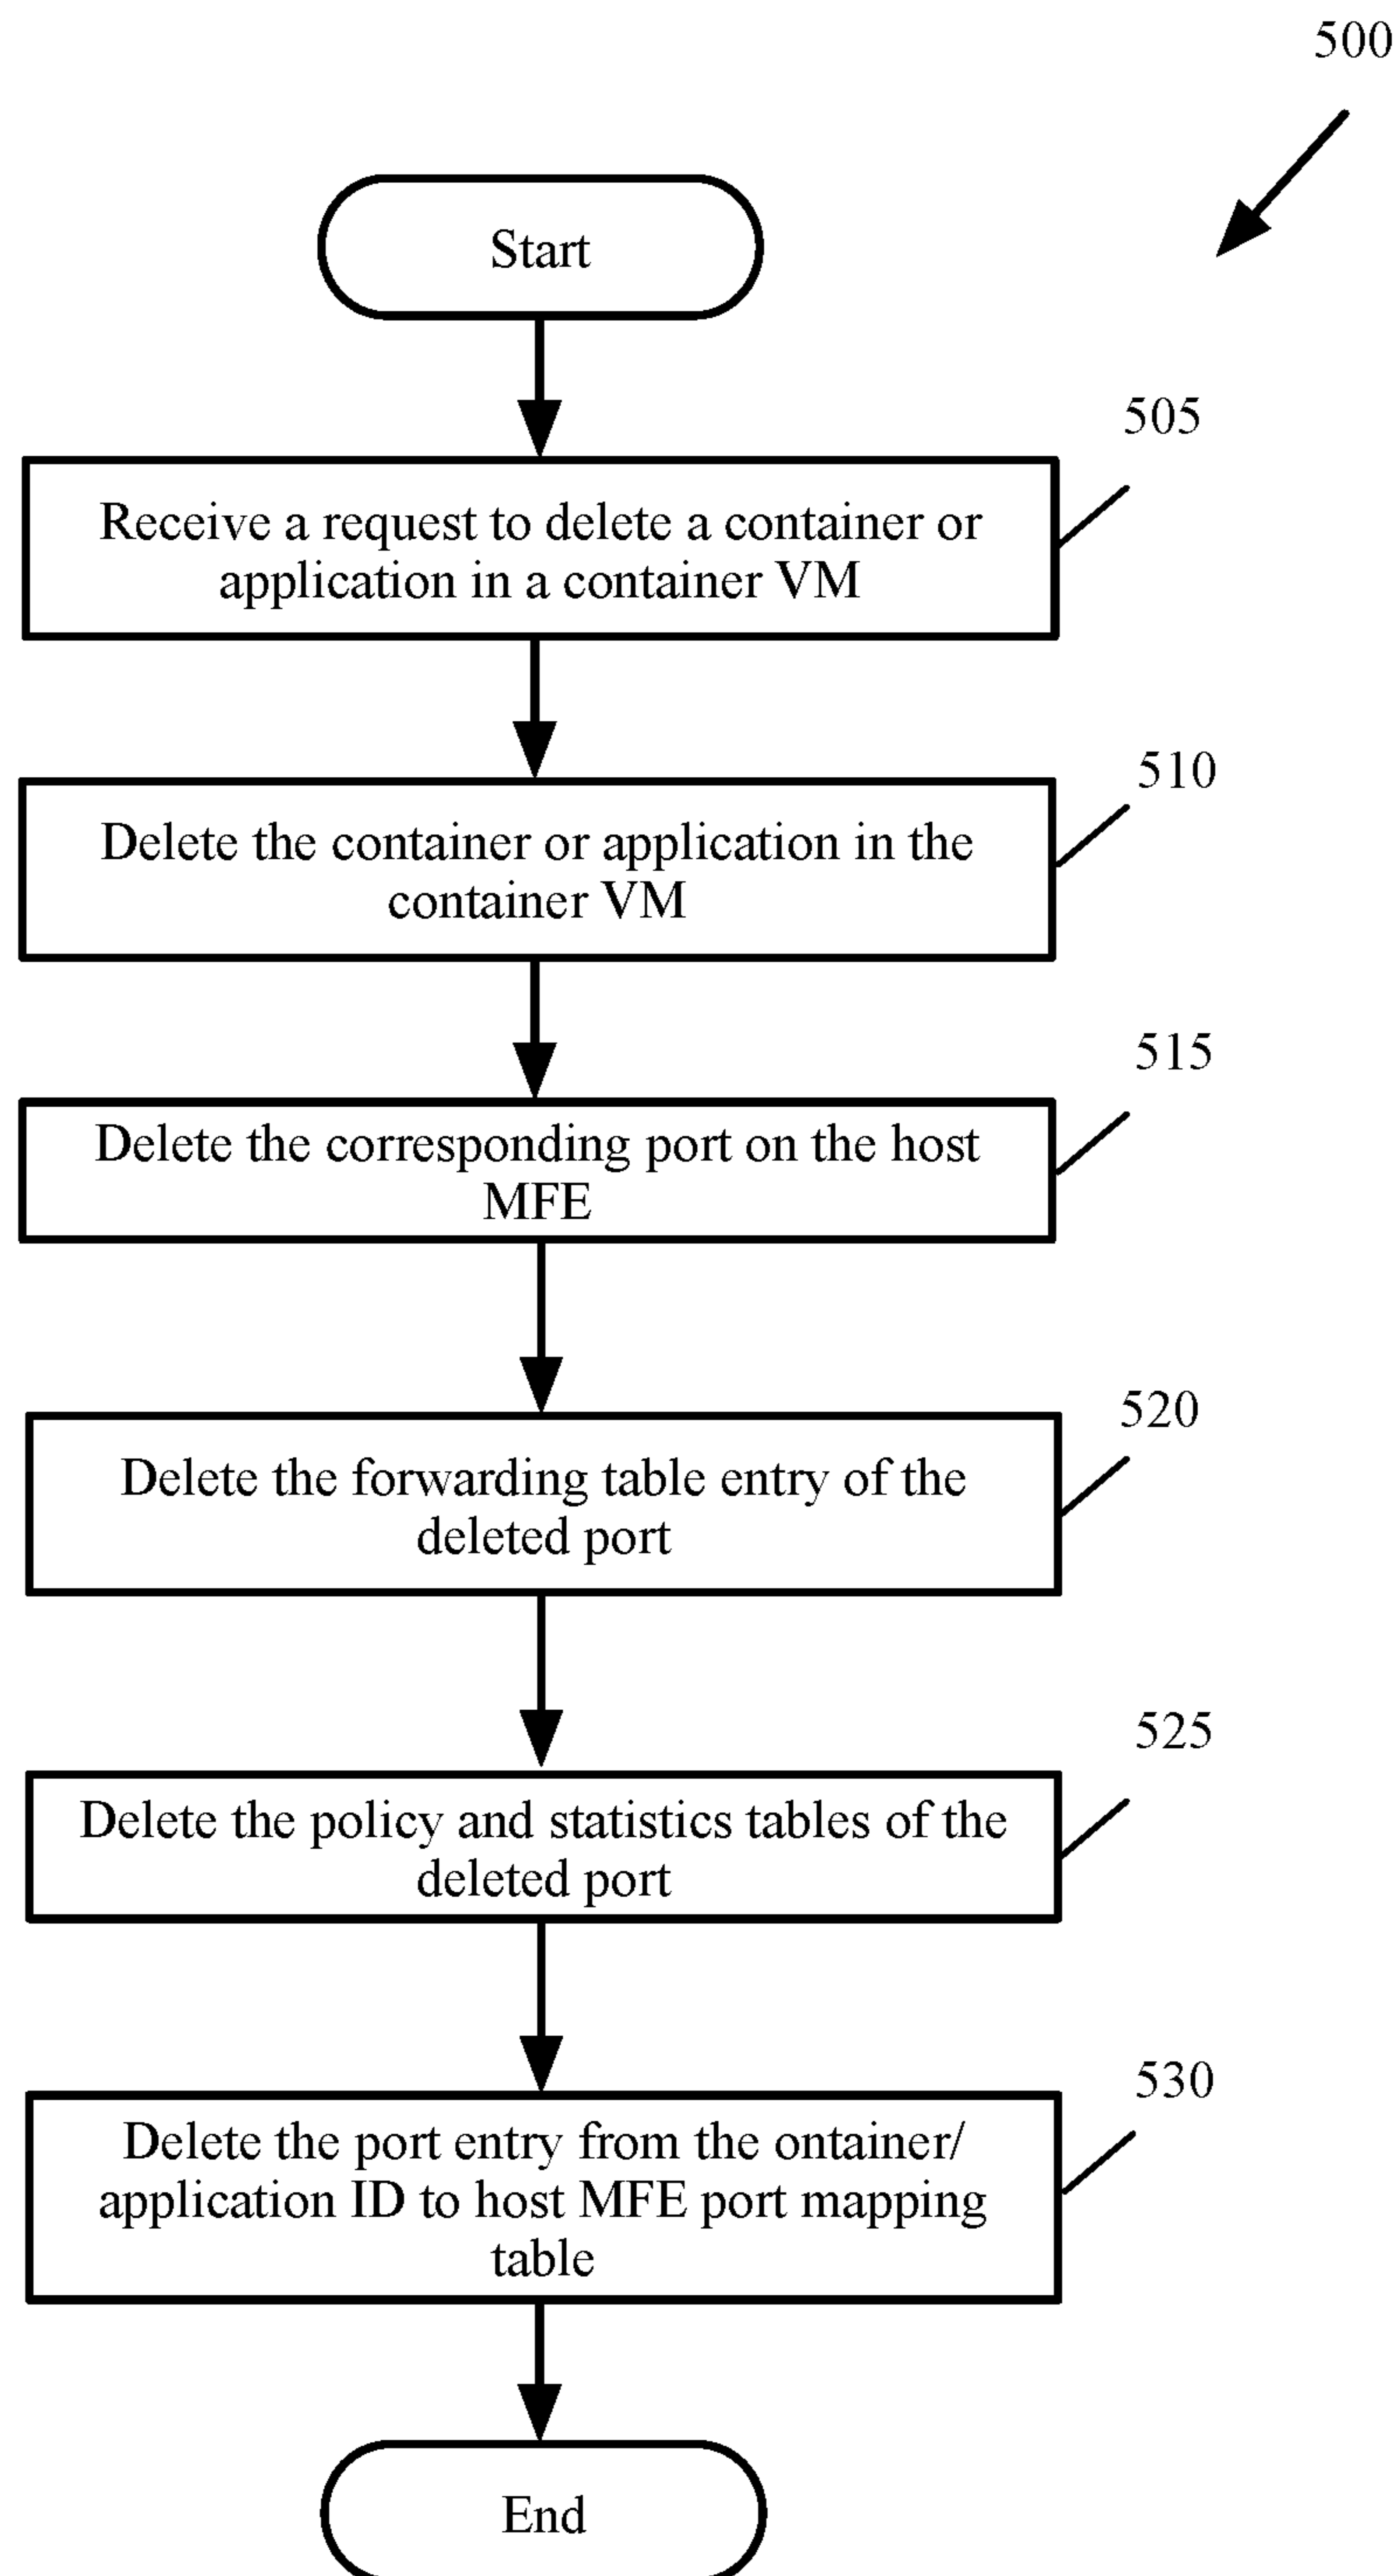 500
Start
505
Receive a request to delete a container or
application in a container VM
510
Delete the container or application in the
container VM
515
Delete the corresponding port on the host
MFE
520
Delete the forwarding table entry of the
deleted port
525
Delete the policy and statistics tables of the
deleted port
530
Delete the port entry from the ontainer/
application ID to host MFE port mapping
table
End